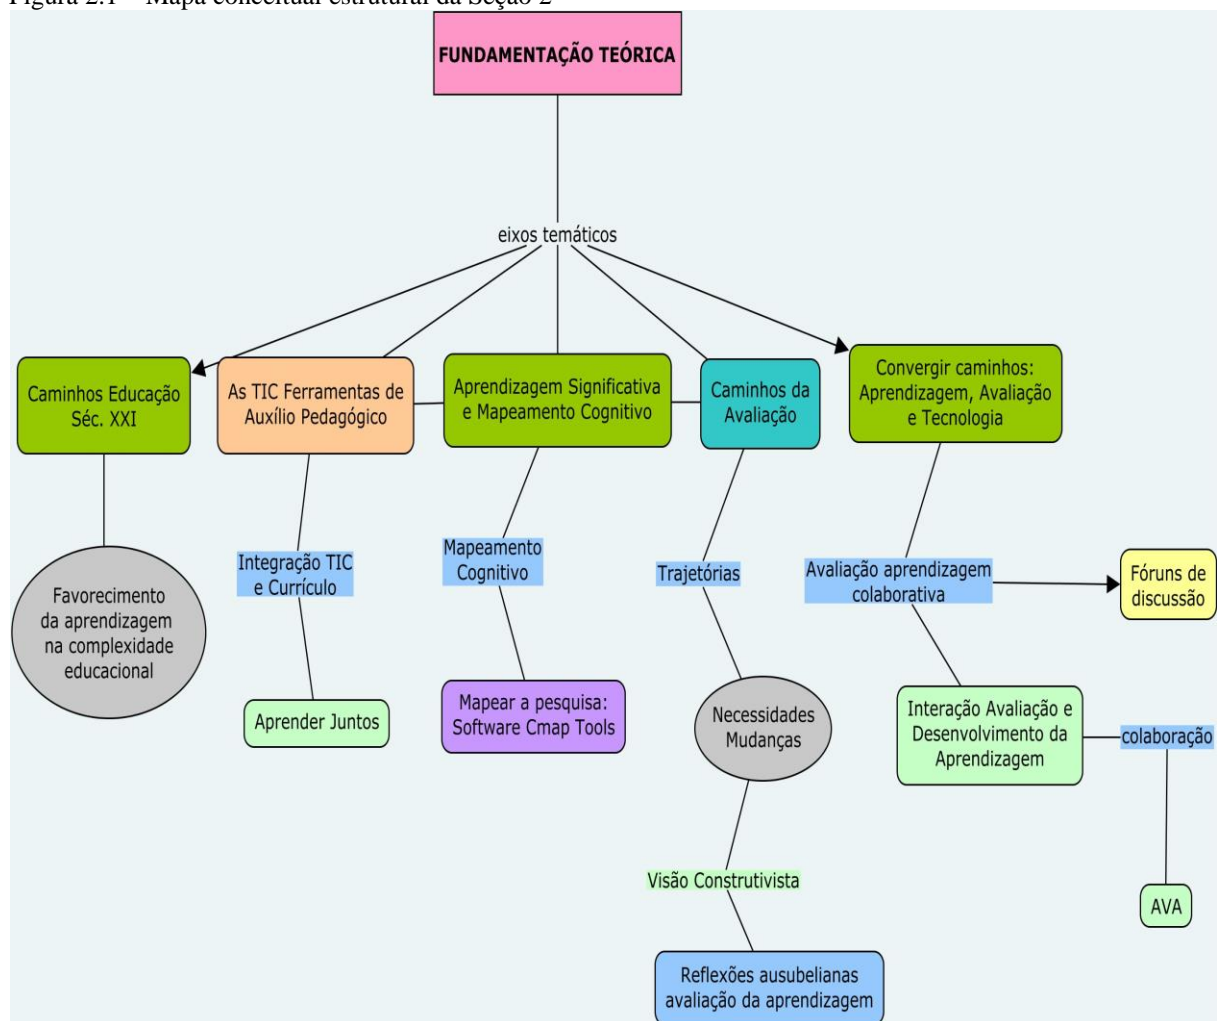 Figura 2.1 – Mapa conceitual estrutural da Seção 2
FUNDAMENTAÇÃO TEÓRICA
eixos temáticos
Caminhos Educação
Séc. XXI
As TIC Ferramentas de
Auxílio Pedagógico
Aprendizagem Significativa
e Mapeamento Cognitivo
Caminhos da
Avaliação
Convergir caminhos:
Aprendizagem, Avaliação
e Tecnologia
Favorecimento
da aprendizagem
na complexidade
educacional
Integração TIC
e Currículo
Aprender Juntos
Mapeamento
Cognitivo
Mapear a pesquisa:
Software Cmap Tools
Trajetórias
Necessidades
Mudanças
Visão Construtivista
Reflexões ausubelianas
avaliação da aprendizagem
Avaliação aprendizagem
colaborativa
Fóruns de
discussão
Interação Avaliação e
Desenvolvimento da
Aprendizagem
colaboração
AVA